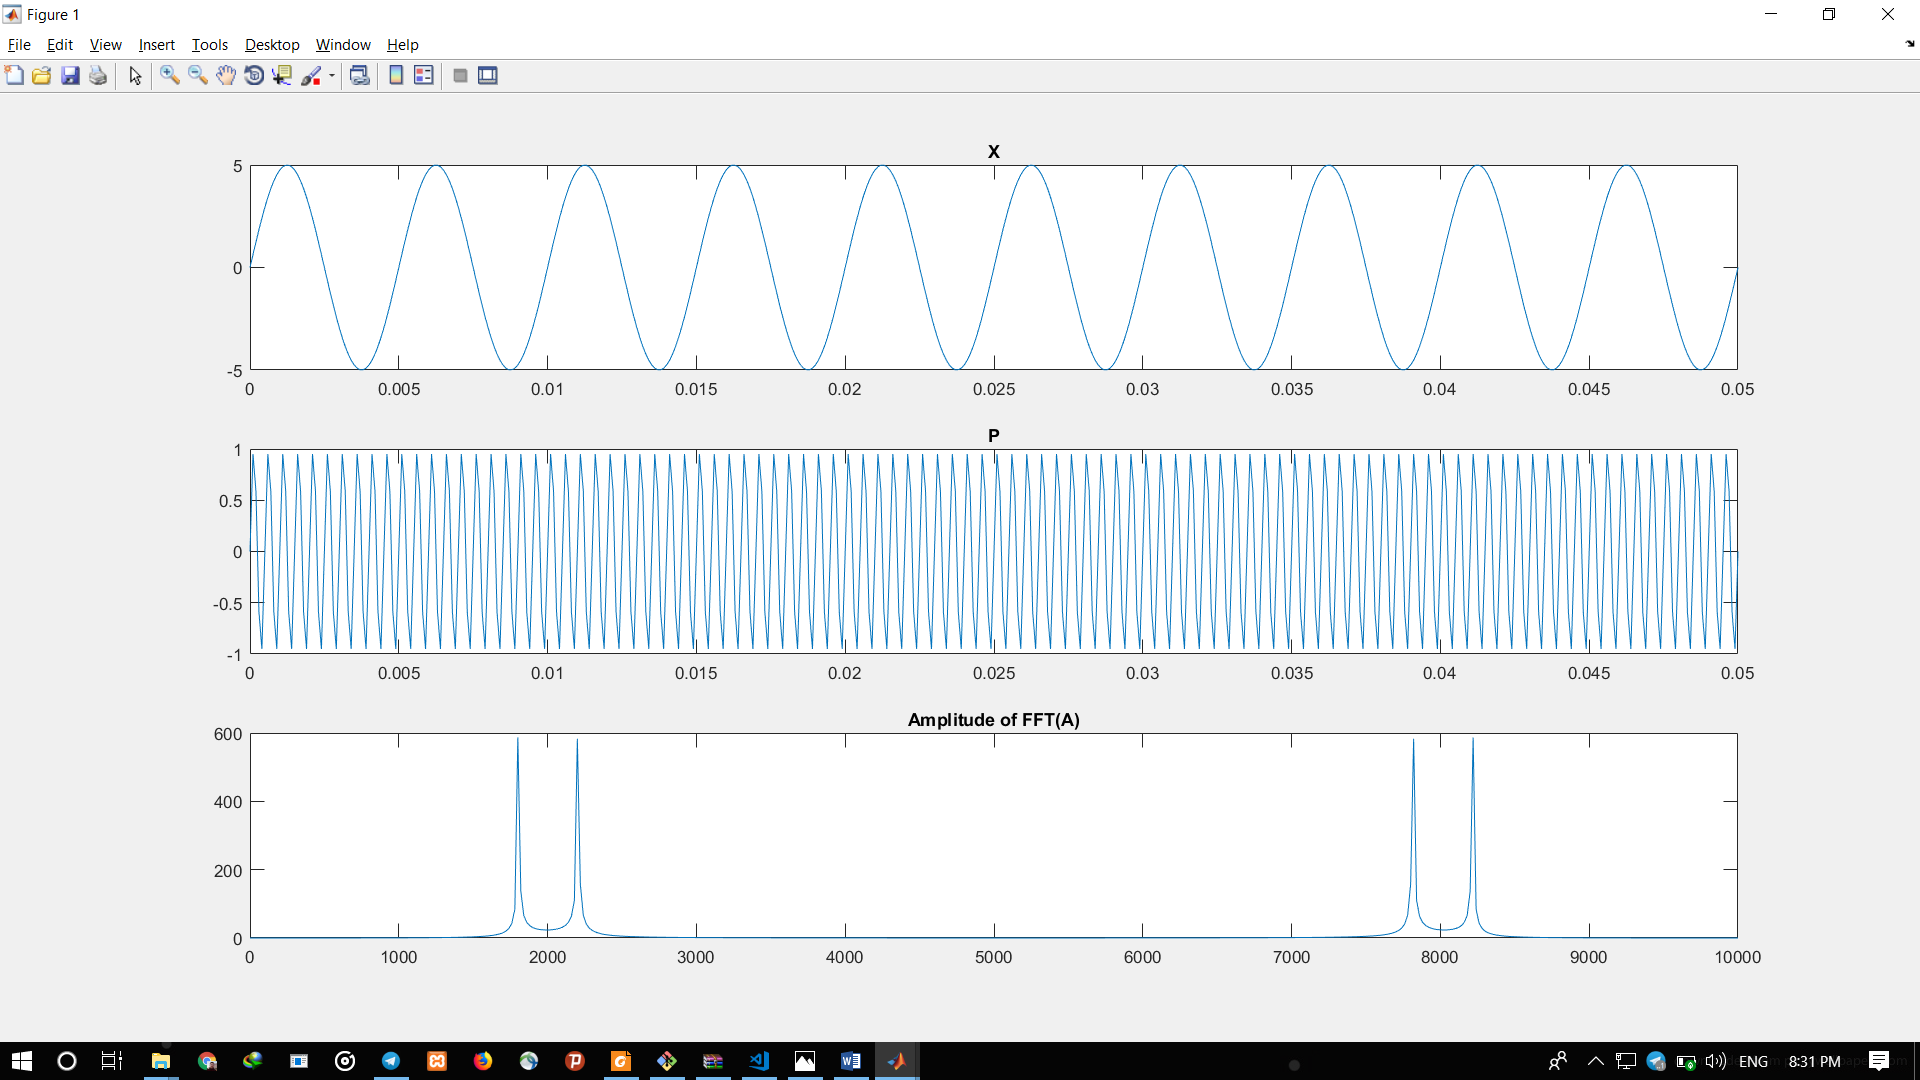 Figure 1
File Edit View Insert Tools Desktop Window Help
X
5
0
-5
0 0.005 0.01 0.015 0.02 0.025 0.03 0.035 0.04 0.045 0.05
P
1
0.5
0
-0.5
-1
0 0.005 0.01 0.015 0.02 0.025 0.03 0.035 0.04 0.045 0.05
Amplitude of FFT(A)
600
400
200
0
0 1000 2000 3000 4000 5000 6000 7000 8000 9000 10000
ENG 8:31 PM